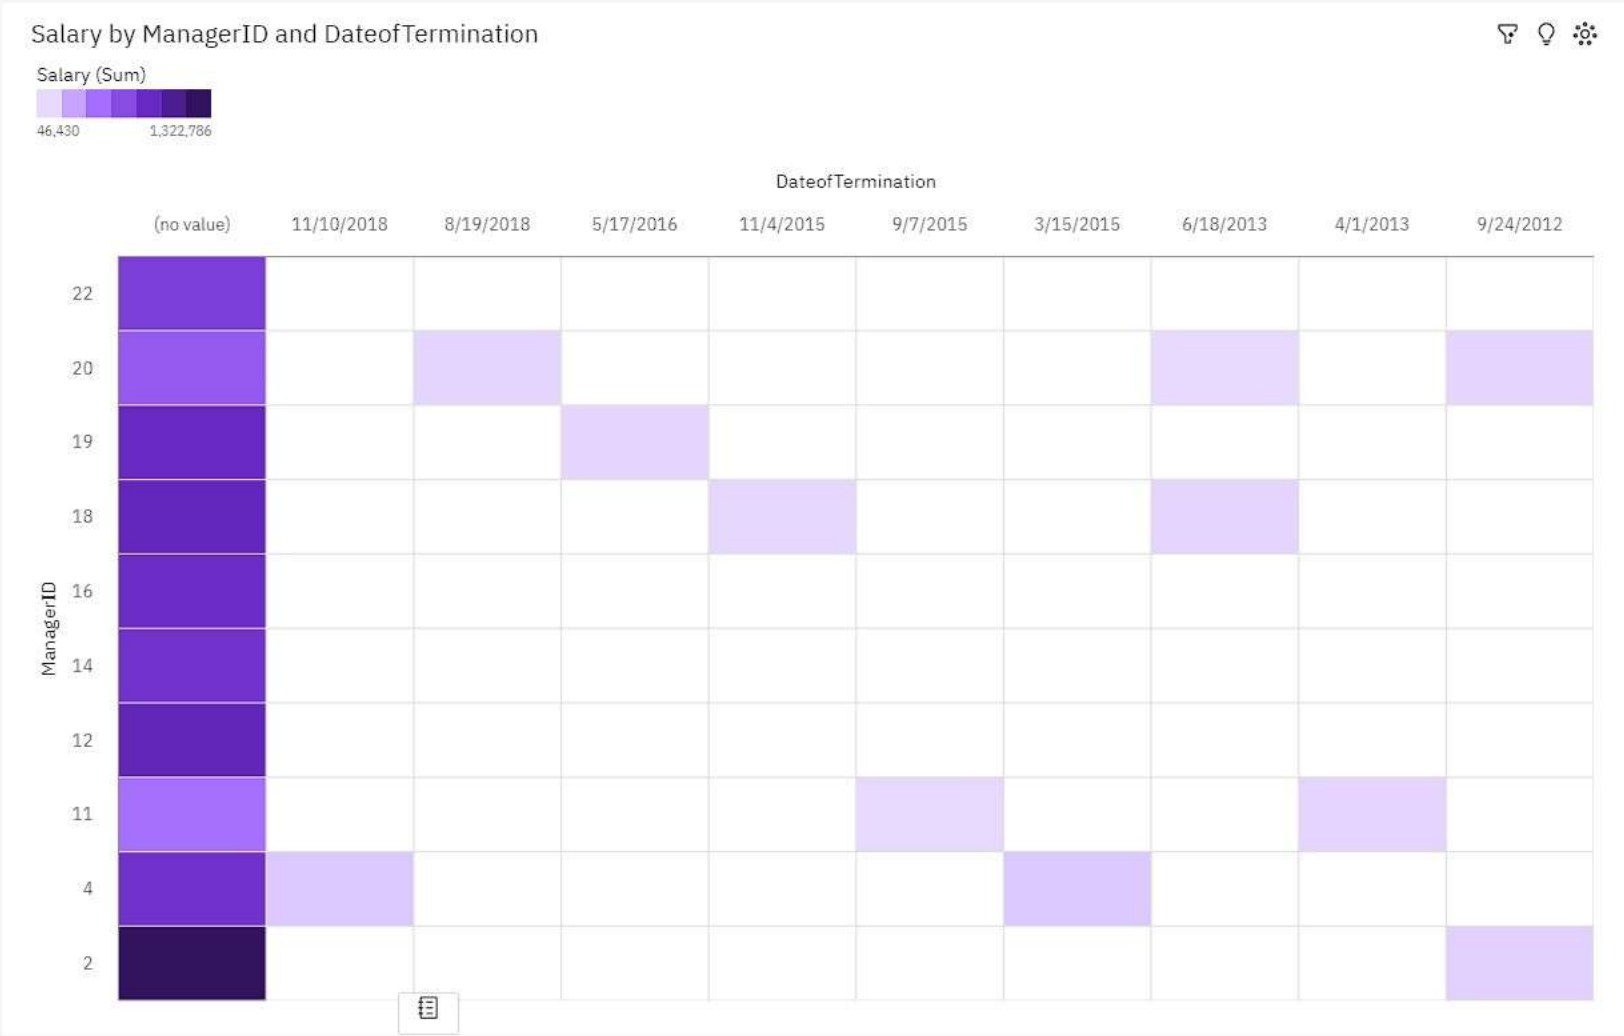 Salary by ManagerID and DateofTermination
Salary (Sum)
46,430 1,322,786
DateofTermination
(no value) 11/10/2018 8/19/2018 5/17/2016 11/4/2015 9/7/2015 3/15/2015 6/18/2013 4/1/2013 9/24/2012
22
20
19
18
16
14
12
11
4
2
ManagerID